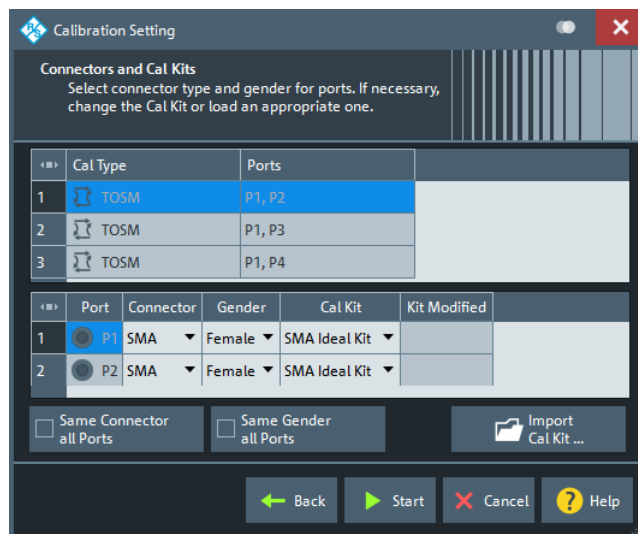 Calibration Setting
Connectors and Cal Kits
Select connector type and gender for ports. If necessary,
change the Cal Kit or load an appropriate one.
Cal Type Ports
1 TOSM P1, P2
2 TOSM P1, P3
3 TOSM P1, P4
Port Connector Gender Cal Kit Kit Modified
1 P1 SMA Female SMA Ideal Kit
2 P2 SMA Female SMA Ideal Kit
Same Connector
all Ports
Same Gender
all Ports
Import
Cal Kit ...
Back Start Cancel ? Help